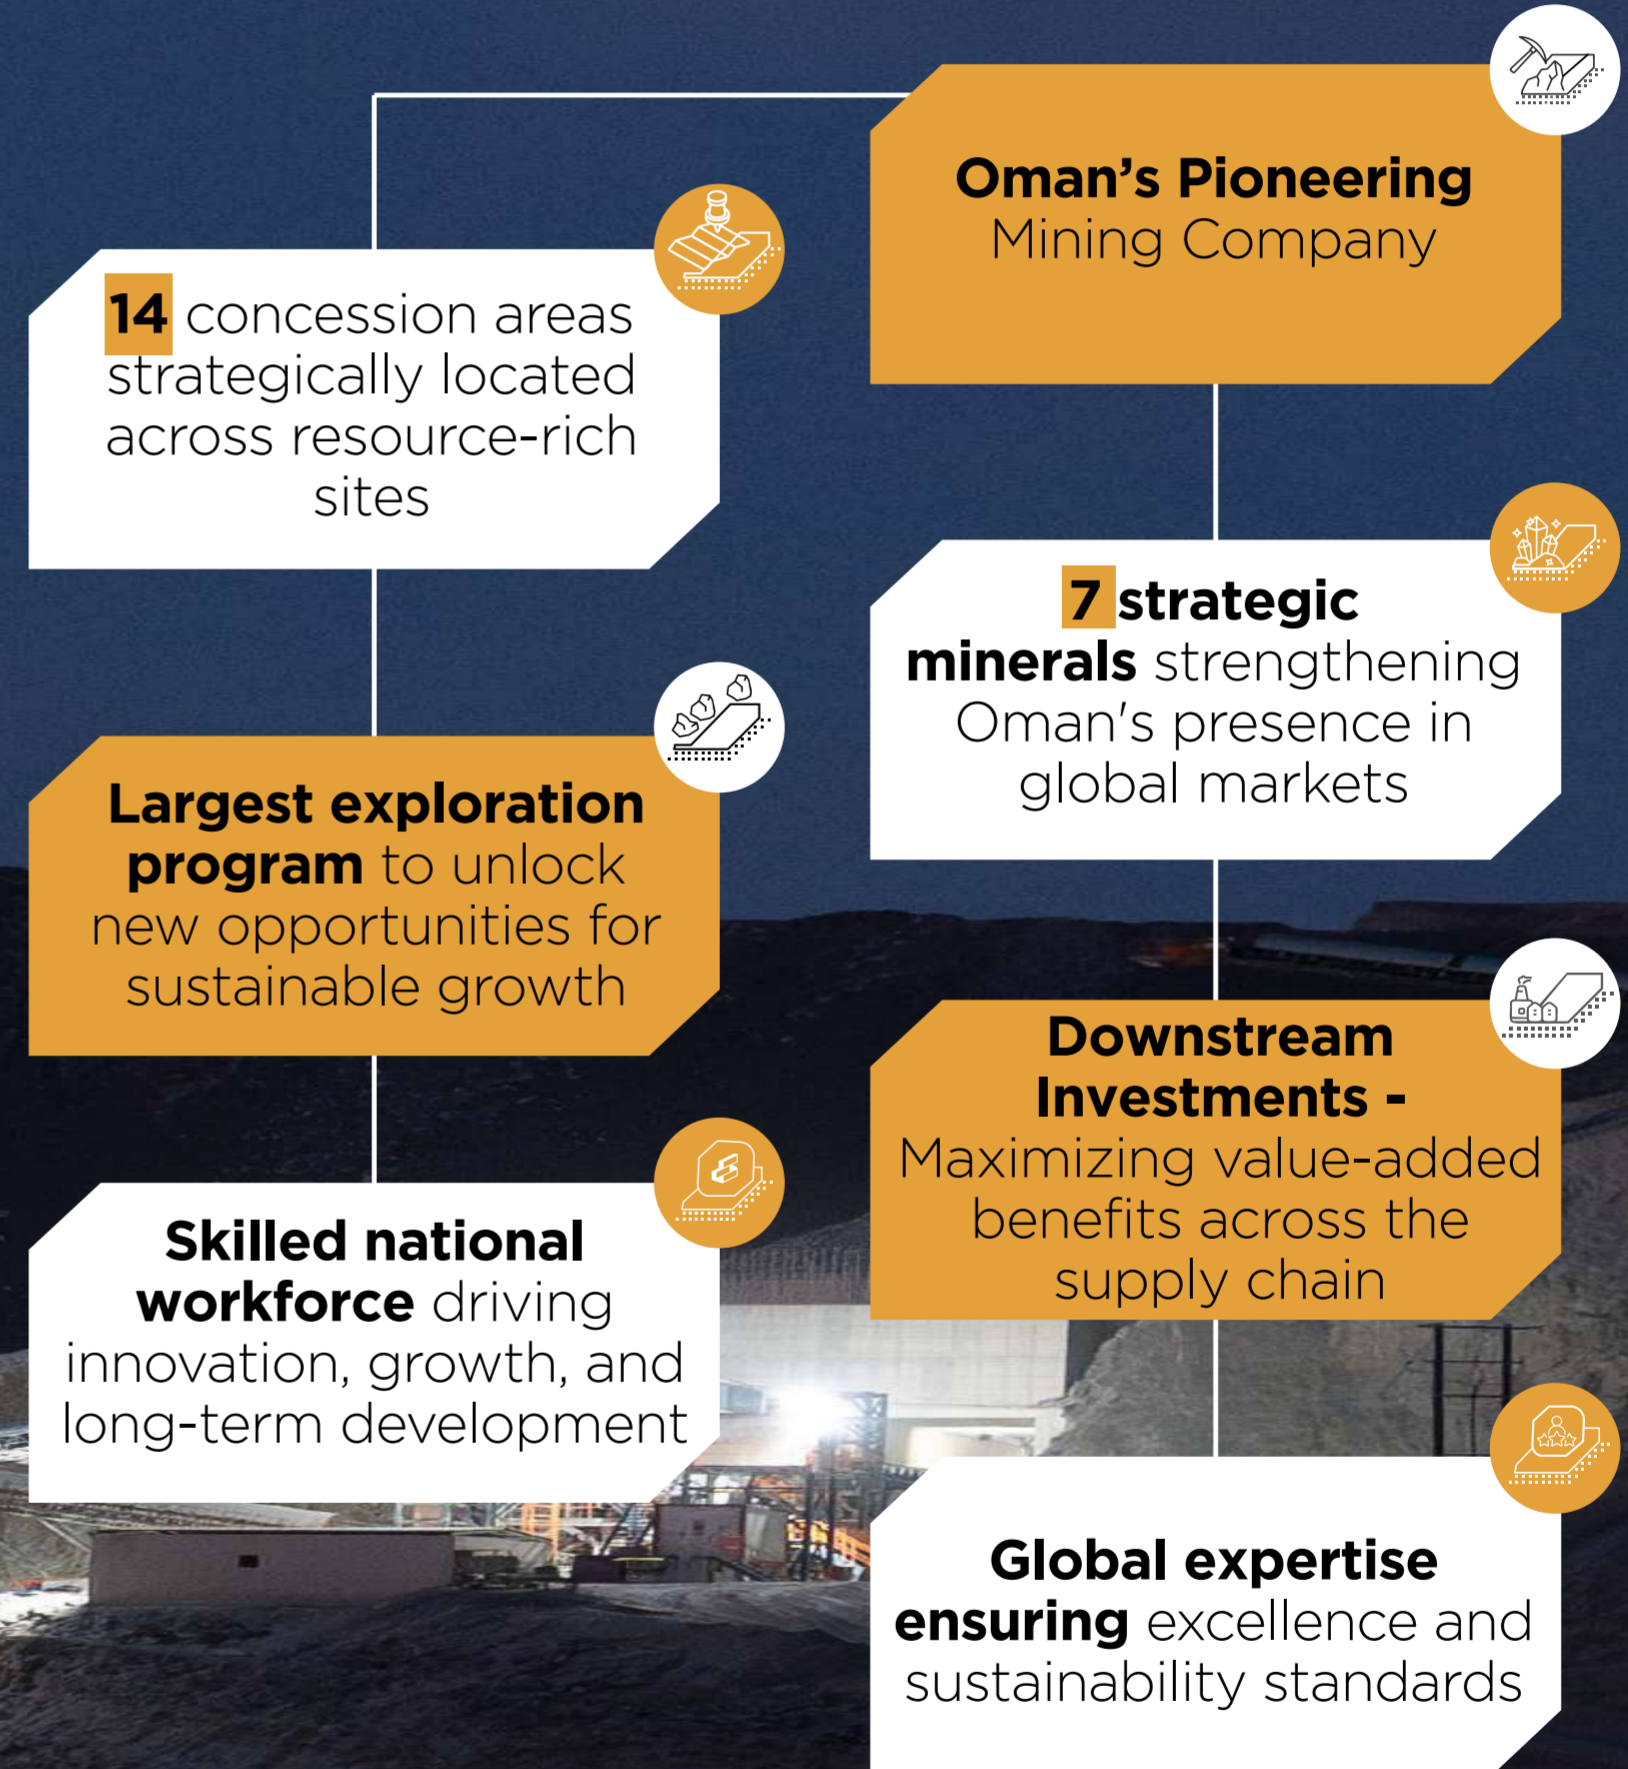 Oman’s Pioneering
Mining Company
14 concession areas
strategically located
across resource-rich
sites
7 strategic
minerals strengthening
Oman's presence in
global markets
Largest exploration
program to unlock
new opportunities for
sustainable growth
Downstream
Investments -
Maximizing value-added
benefits across the
supply chain
Skilled national
workforce driving
innovation, growth, and
long-term development
Global expertise
ensuring excellence and
sustainability standards